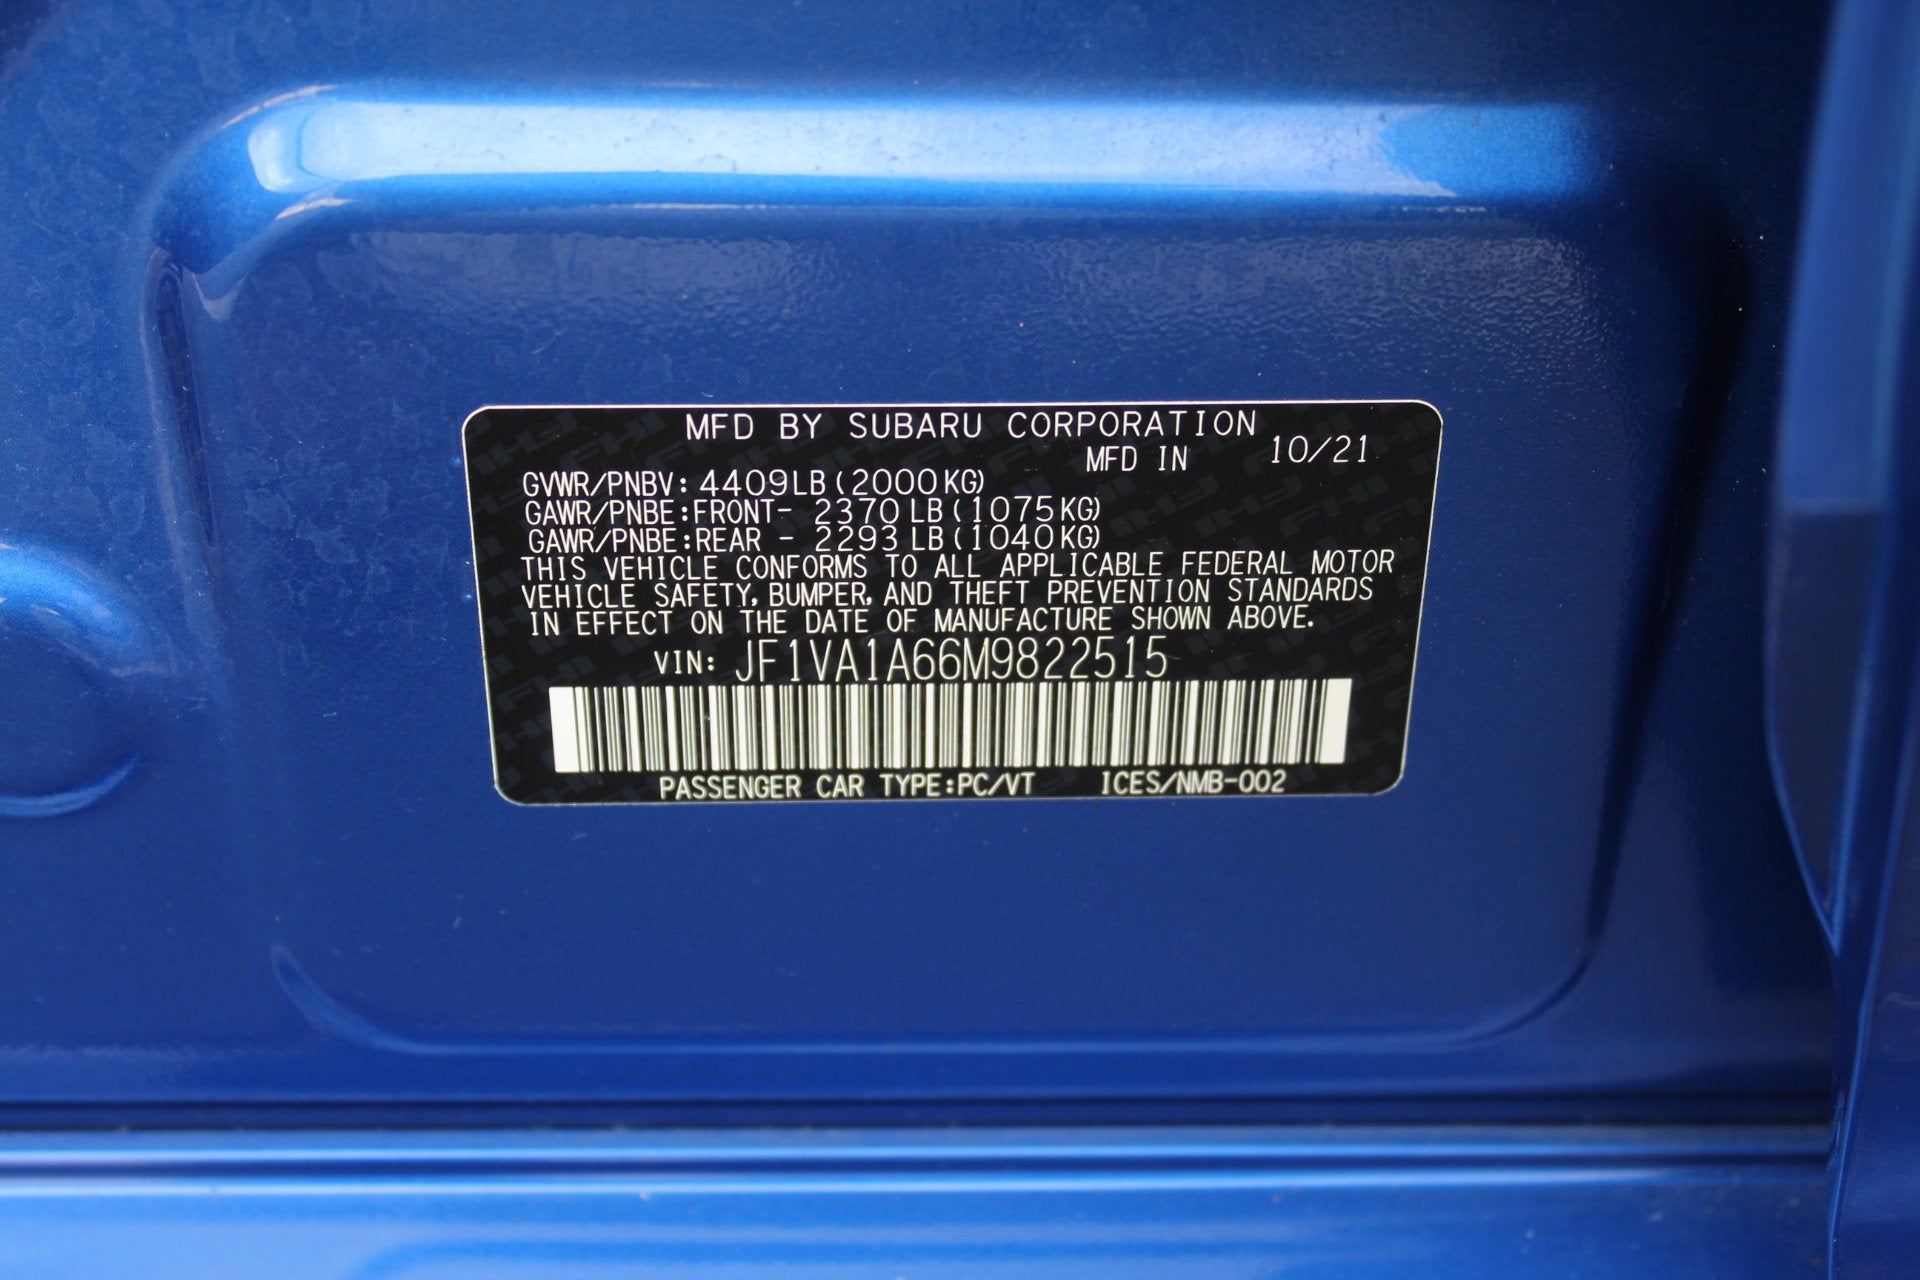 MFD BY SUBARU CORPORATION
MFD IN 10/21
GVWR/PNBV: 4409LB(2000KG)
GAWR/PNBE:FRONT- 2370LB(1075KG)
GAWR/PNBE:REAR - 2293LB(1040KG)
THIS VEHICLE CONFORMS TO ALL APPLICABLE FEDERAL MOTOR
VEHICLE SAFETY, BUMPER, AND THEFT PREVENTION STANDARDS
IN EFFECT ON THE DATE OF MANUFACTURE SHOWN ABOVE.
VIN: JF1VA1A66M9822515
PASSENGER CAR TYPE:PC/VT ICES/NMB-002